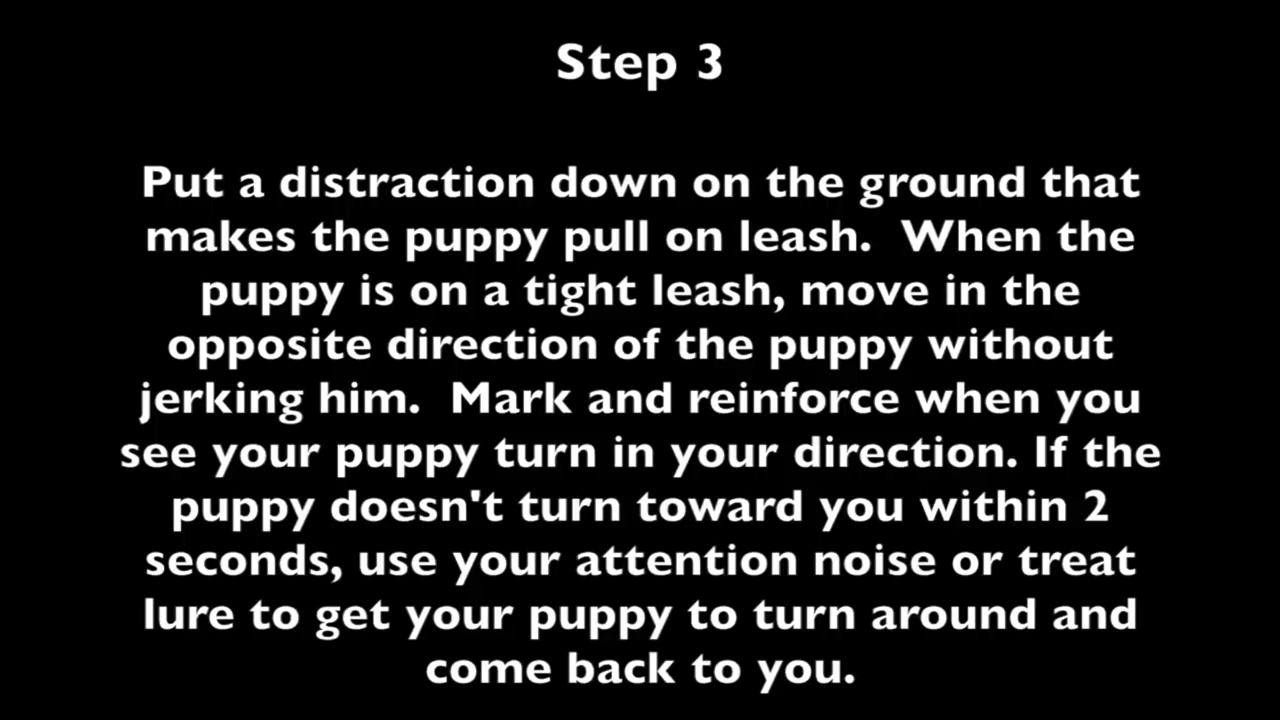 Step 3
Put a distraction down on the ground that
makes the puppy pull on leash.  When the
puppy is on a tight leash, move in the
opposite direction of the puppy without
jerking him.  Mark and reinforce when you
see your puppy turn in your direction. If the
puppy doesn't turn toward you within 2
seconds, use your attention noise or treat
lure to get your puppy to turn around and
come back to you.